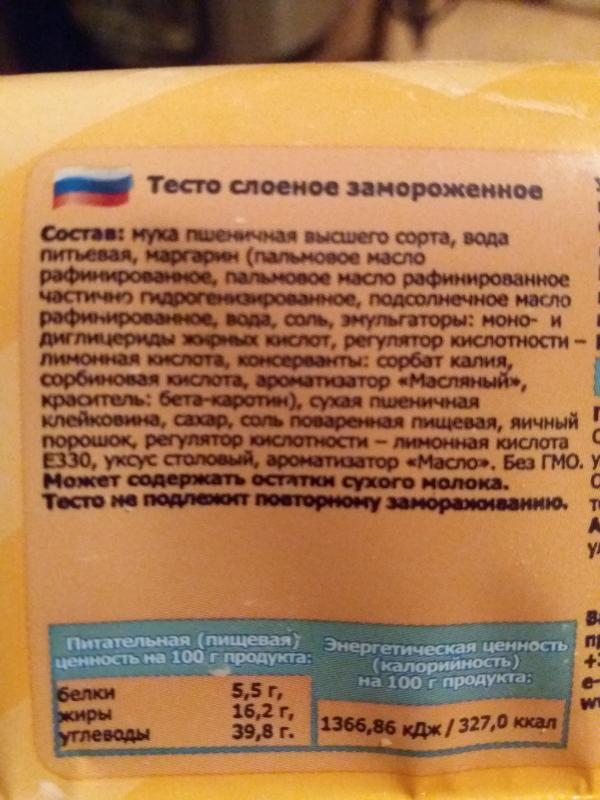 Тесто слоеное замороженное
Состав: мука пшеничная высшего сорта, вода
питьевая, маргарин (пальмовое масло
рафинированное, пальмовое масло рафинированное
частично гидрогенизированное, подсолнечное масло
рафинированное, вода, соль, эмульгаторы: моно- и
диглицериды жирных кислот, регулятор кислотности –
лимонная кислота, консерванты: сорбат калия,
сорбиновая кислота, ароматизатор «Масляный»,
краситель: бета-каротин), сухая пшеничная
клейковина, сахар, соль поваренная пищевая, яичный
порошок, регулятор кислотности – лимонная кислота
Е330, уксус столовый, ароматизатор «Масло». Без ГМО.
Может содержать остатки сухого молока.
Тесто не подлежит повторному замораживанию.
Питательная (пищевая)
ценность на 100 г продукта:
белки 5,5 г,
жиры 16,2 г,
углеводы 39,8 г.
Энергетическая ценность
(калорийность)
на 100 г продукта:
1366,86 кДж / 327,0 ккал